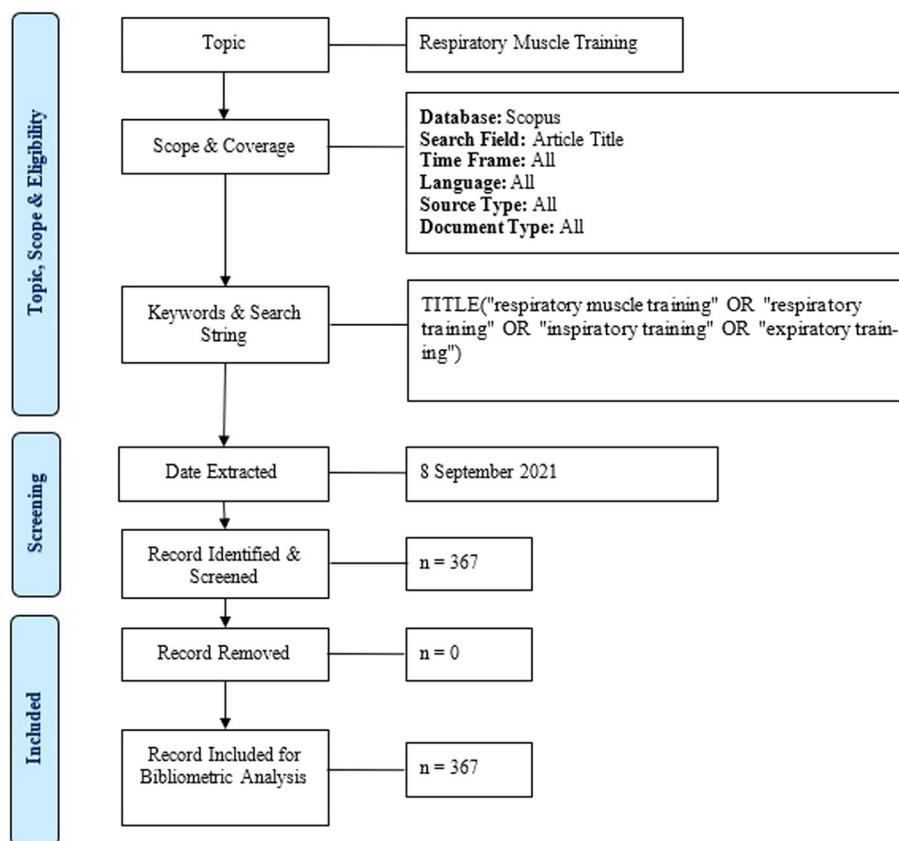 Topic, Scope & Eligibility
Topic
Respiratory Muscle Training
Scope & Coverage
Database: Scopus
Search Field: Article Title
Time Frame: All
Language: All
Source Type: All
Document Type: All
Keywords & Search
String
TITLE("respiratory muscle training" OR "respiratory
training" OR "inspiratory training" OR "expiratory train-
ing")
Screening
Date Extracted
8 September 2021
Record Identified &
Screened
n = 367
Included
Record Removed
n = 0
Record Included for
Bibliometric Analysis
n = 367